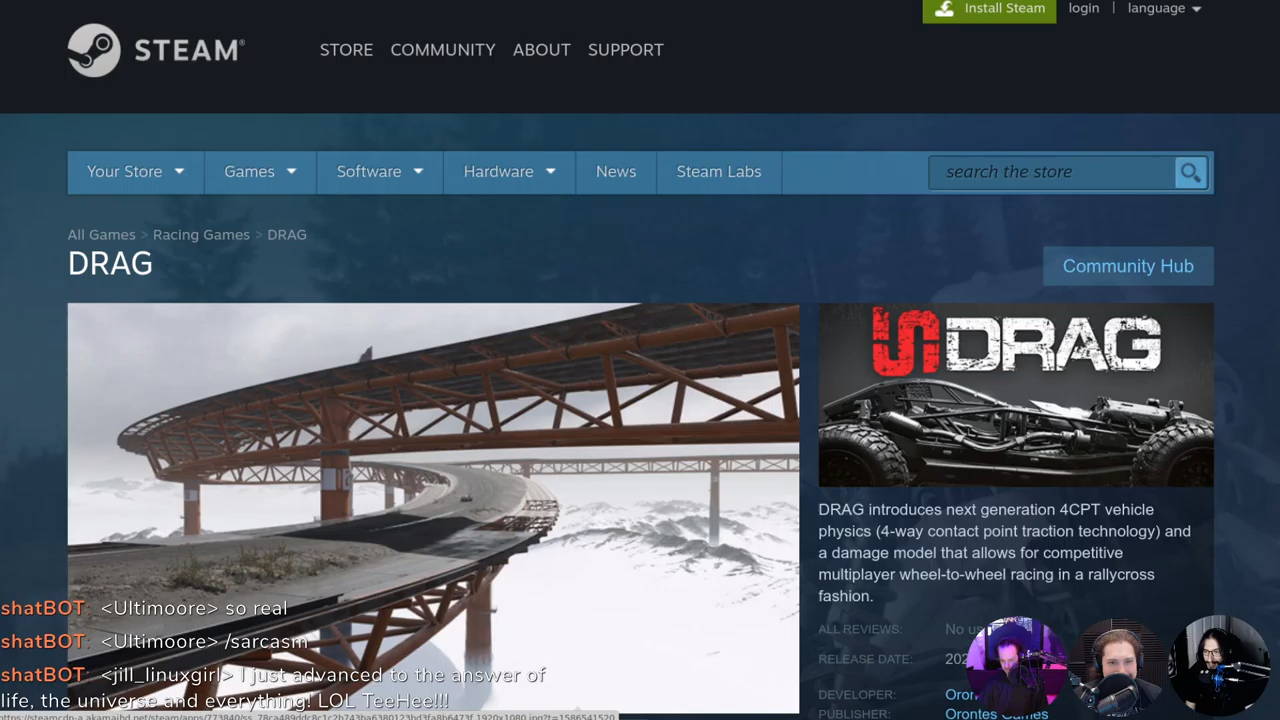 Install Steam
login | language
STEAM®
STORE COMMUNITY ABOUT SUPPORT
Your Store Games Software Hardware News Steam Labs
search the store
All Games > Racing Games > DRAG
DRAG
Community Hub
DRAG
DRAG introduces next generation 4CPT vehicle
physics (4-way contact point traction technology) and
a damage model that allows for competitive
multiplayer wheel-to-wheel racing in a rallycross
fashion.
ALL REVIEWS: No
RELEASE DATE:
DEVELOPER:
PUBLISHER: Orontes Games
shatBOT: <Ultimoore> so real
shatBOT: <Ultimoore> /sarcasm
shatBOT: <jill_linuxgirl> I just advanced to the answer of
life, the universe and everything! LOL TeeHee!!!